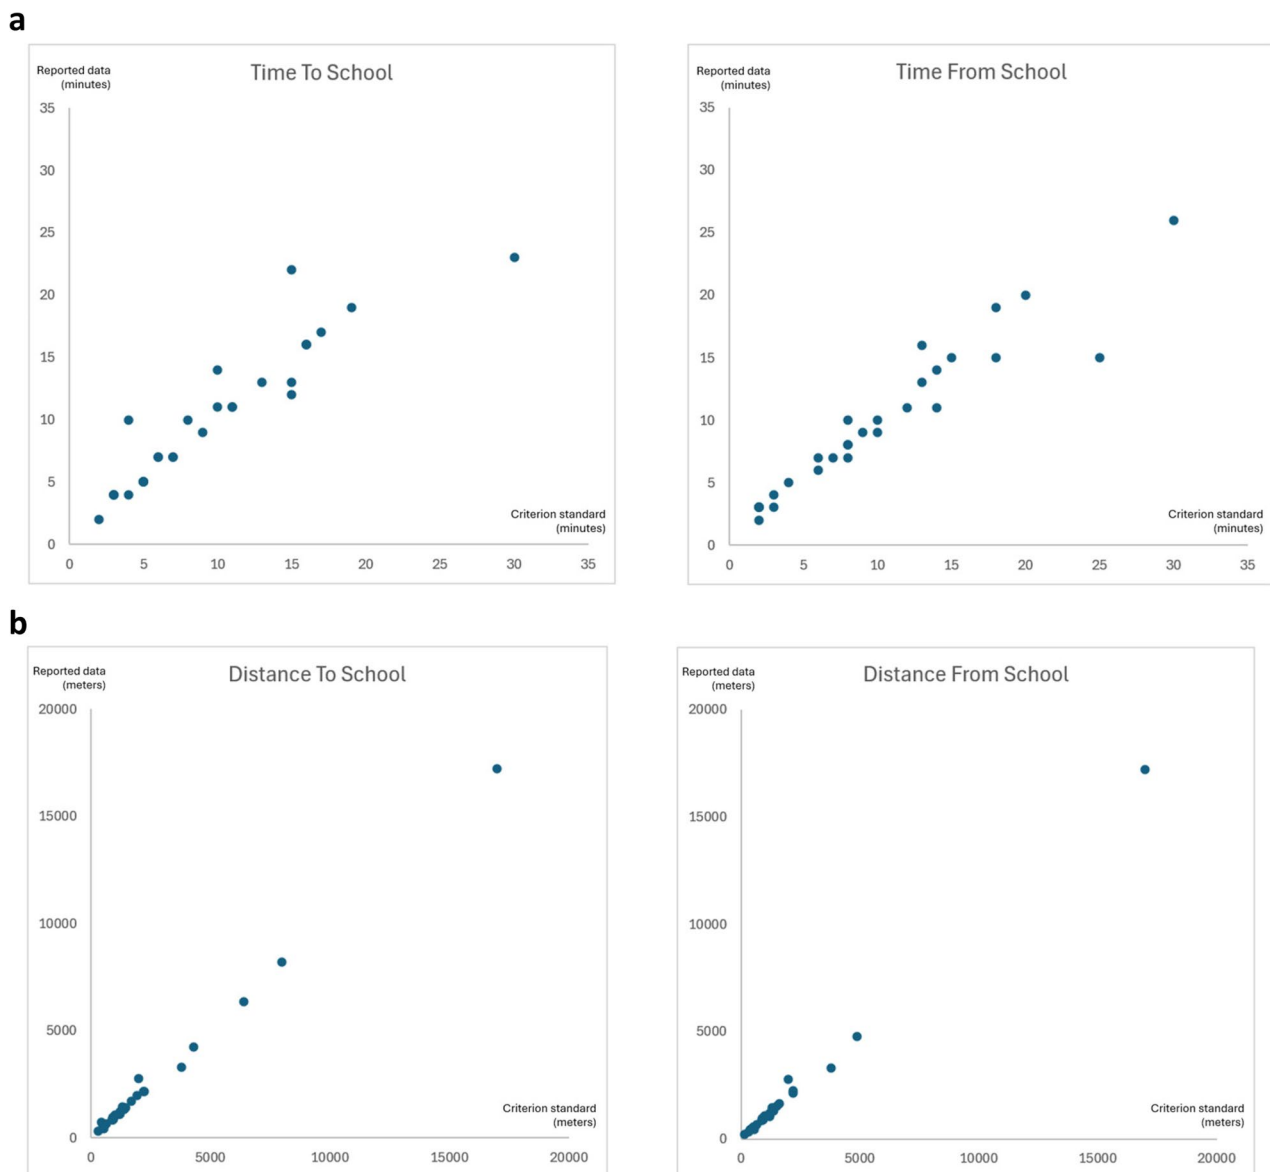 a
Time To School
Reported data
(minutes)
35
30
25
20
15
10
5
0
Criterion standard
(minutes)
0 5 10 15 20 25 30 35
Time From School
Reported data
(minutes)
35
30
25
20
15
10
5
0
Criterion standard
(minutes)
0 5 10 15 20 25 30 35
b
Distance To School
Reported data
(meters)
20000
15000
10000
5000
0
Criterion standard
(meters)
0 5000 10000 15000 20000
Distance From School
Reported data
(meters)
20000
15000
10000
5000
0
Criterion standard
(meters)
0 5000 10000 15000 20000